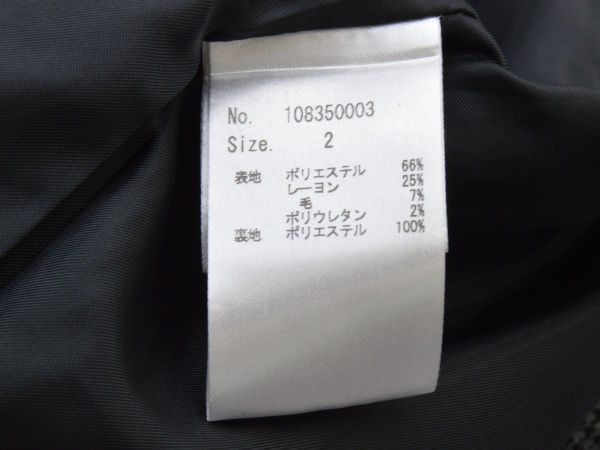 No. 108350003
Size. 2
表地 ポリエステル 66%
レーヨン 25%
毛 7%
ポリウレタン 2%
裏地 ポリエステル 100%